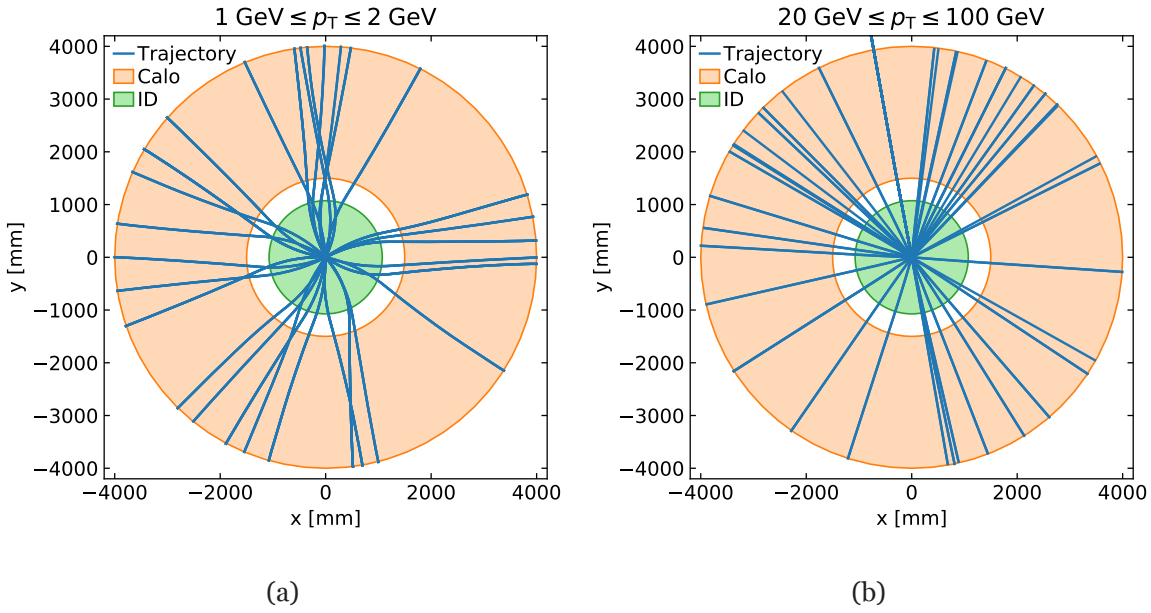 1 GeV ≤ pT ≤ 2 GeV
Trajectory
Calo
ID
4000
3000
2000
1000
0
−1000
−2000
−3000
−4000
y [mm]
−4000 −2000 0 2000 4000
x [mm]
(a)
20 GeV ≤ pT ≤ 100 GeV
Trajectory
Calo
ID
4000
3000
2000
1000
0
−1000
−2000
−3000
−4000
y [mm]
−4000 −2000 0 2000 4000
x [mm]
(b)